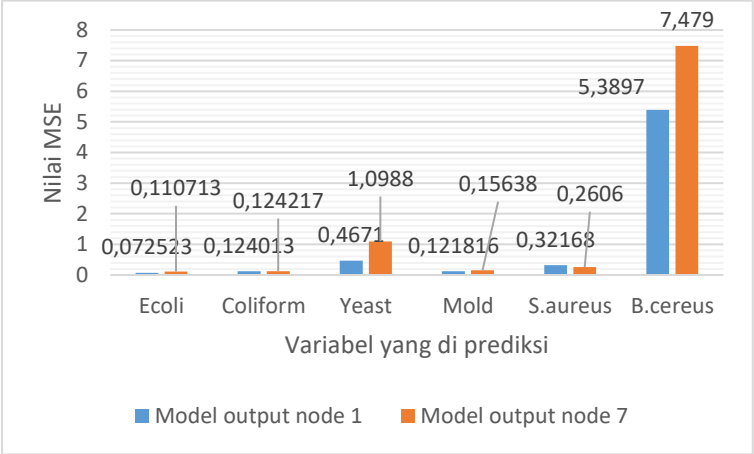 8
7
6
5
4
3
2
1
0
Nilai MSE
0,072523
0,110713
0,124013
0,124217
0,4671
1,0988
0,121816
0,15638
0,32168
0,2606
5,3897
7,479
Ecoli
Coliform
Yeast
Mold
S.aureus
B.cereus
Variabel yang di prediksi
Model output node 1
Model output node 7